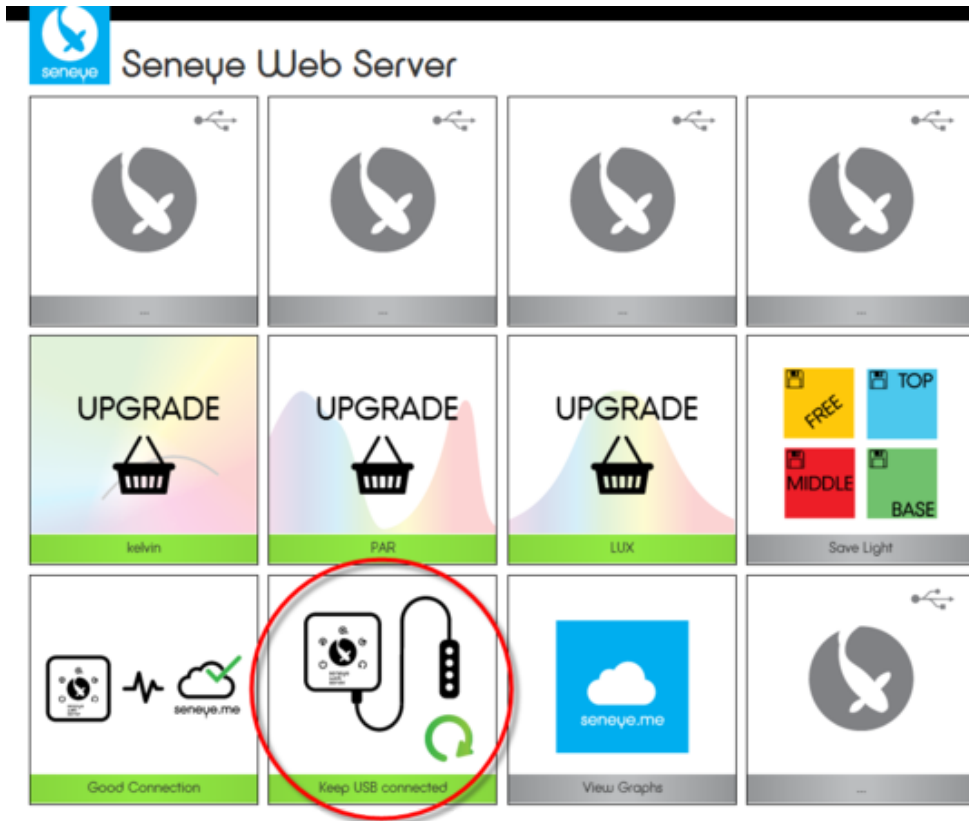 seneye
Seneye Web Server
...
...
...
...
UPGRADE
kelvin
UPGRADE
PAR
UPGRADE
LUX
FREE
TOP
MIDDLE
BASE
Save Light
seneye.me
Good Connection
Keep USB connected
seneye.me
View Graphs
...